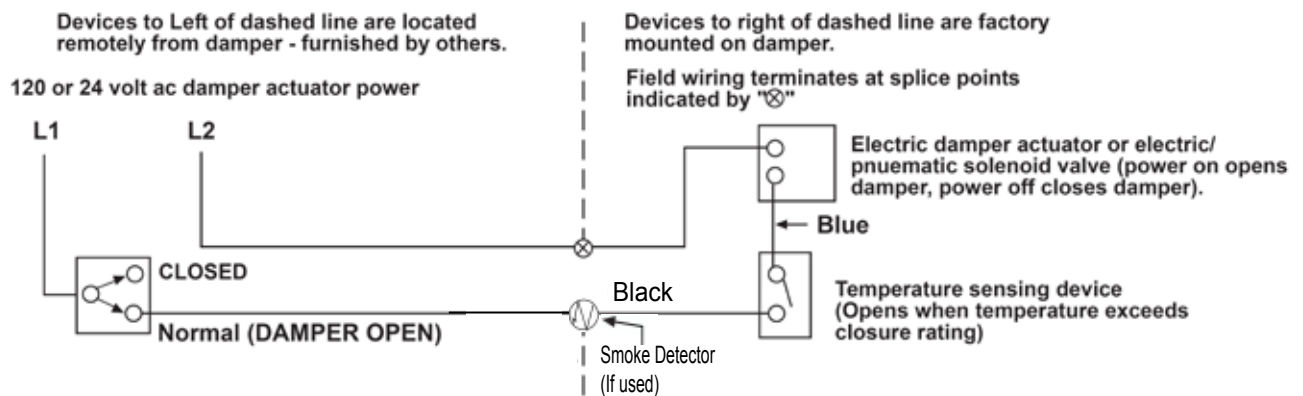 Devices to Left of dashed line are located
remotely from damper - furnished by others.
Devices to right of dashed line are factory
mounted on damper.
120 or 24 volt ac damper actuator power
Field wiring terminates at splice points
indicated by "⊗"
L1
L2
Electric damper actuator or electric/
pnuematic solenoid valve (power on opens
damper, power off closes damper).
Blue
CLOSED
Normal (DAMPER OPEN)
Black
Temperature sensing device
(Opens when temperature exceeds
closure rating)
Smoke Detector
(If used)